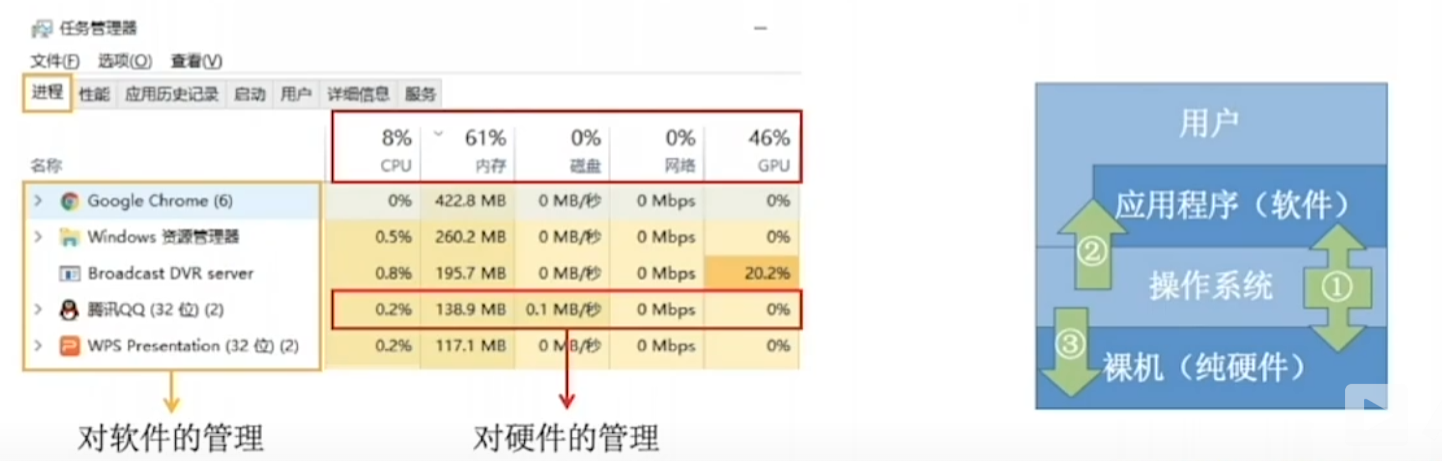 任务管理器
文件(F) 选项(O) 查看(V)
进程 性能 应用历史记录 启动 用户 详细信息 服务
8% 61% 0% 0% 46%
名称 CPU 内存 磁盘 网络 GPU
Google Chrome (6) 0% 422.8 MB 0 MB/秒 0 Mbps 0%
Windows 资源管理器 0.5% 260.2 MB 0 MB/秒 0 Mbps 0%
Broadcast DVR server 0.8% 195.7 MB 0 MB/秒 0 Mbps 20.2%
腾讯QQ (32 位) (2) 0.2% 138.9 MB 0.1 MB/秒 0 Mbps 0%
WPS Presentation (32 位) (2) 0.2% 117.1 MB 0 MB/秒 0 Mbps 0%
对软件的管理 对硬件的管理
用户
应用程序（软件）
②
操作系统 ①
③
裸机（纯硬件）